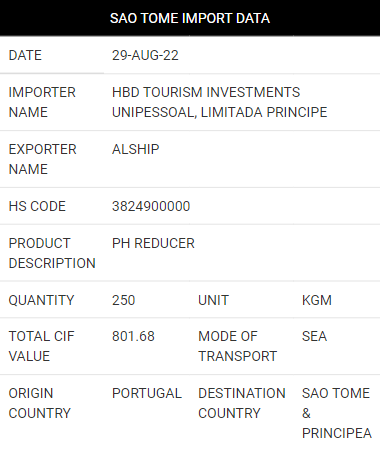 SAO TOME IMPORT DATA
DATE 29-AUG-22
IMPORTER NAME HBD TOURISM INVESTMENTS UNIPESSOAL, LIMITADA PRINCIPE
EXPORTER NAME ALSHIP
HS CODE 3824900000
PRODUCT DESCRIPTION PH REDUCER
QUANTITY 250 UNIT KGM
TOTAL CIF VALUE 801.68 MODE OF TRANSPORT SEA
ORIGIN COUNTRY PORTUGAL DESTINATION COUNTRY SAO TOME & PRINCIPEA